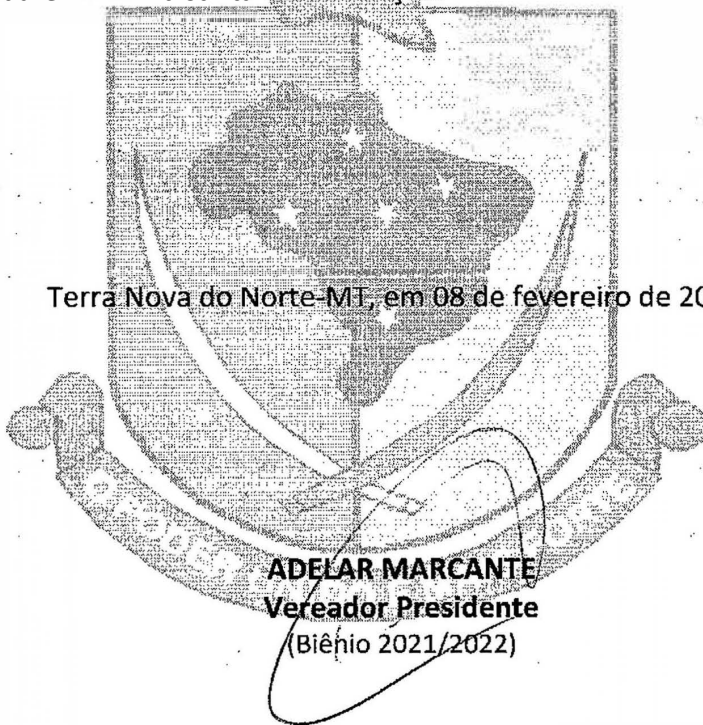 Terra Nova do Norte-MT, em 08 de fevereiro de 20
ADELAR MARCANTE
Vereador Presidente
(Biênio 2021/2022)